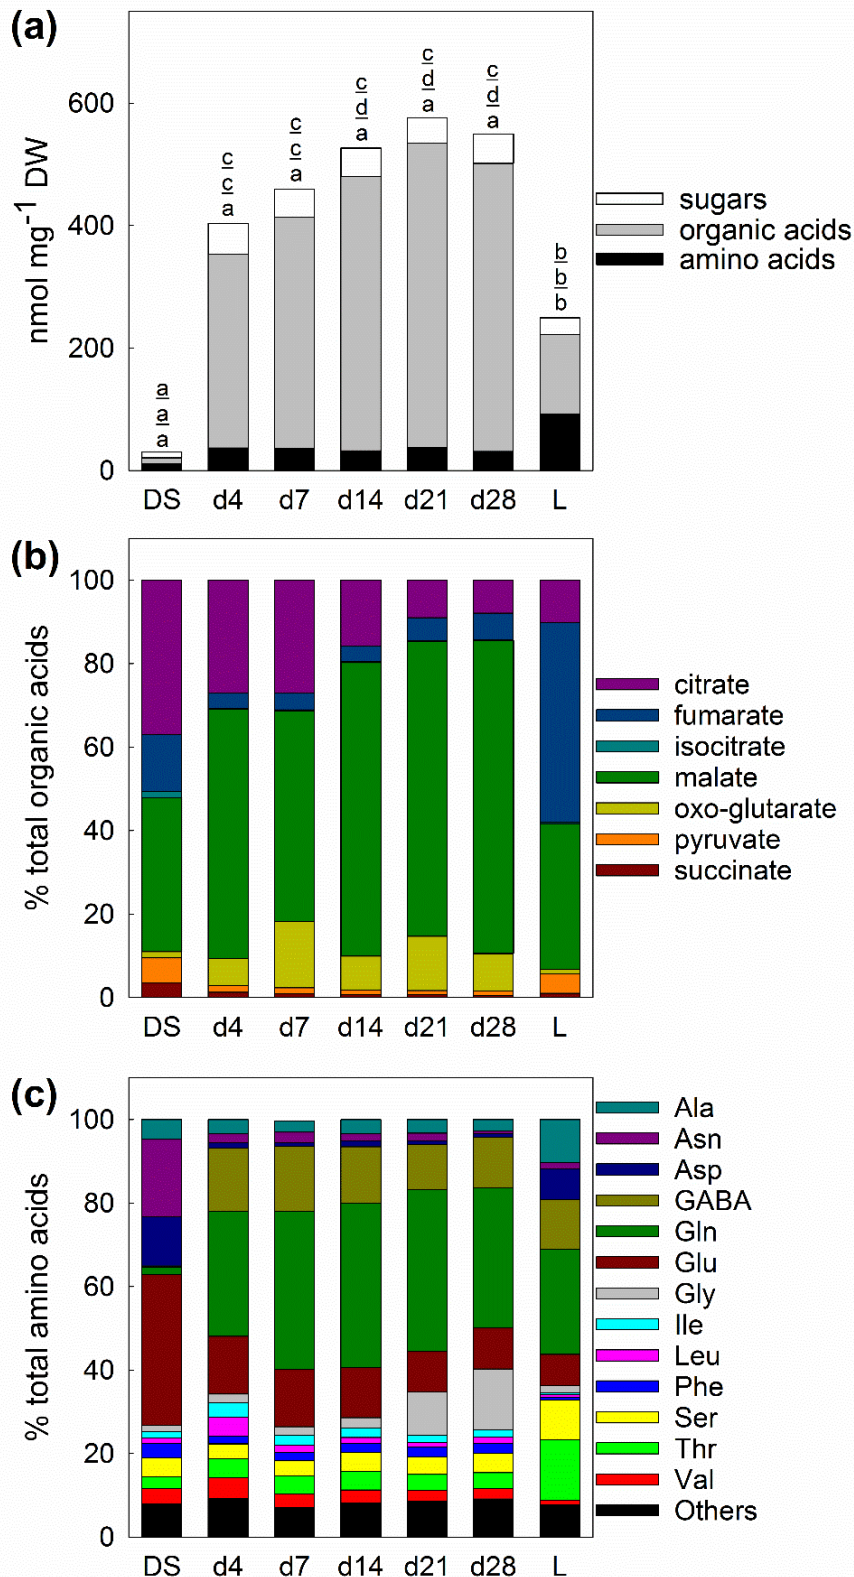 (a)
nmol mg⁻¹ DW
600
400
200
0
a
a
a
c
c
a
c
c
a
c
d
a
c
d
a
c
d
a
b
b
b
DS d4 d7 d14 d21 d28 L
sugars
organic acids
amino acids
(b)
% total organic acids
100
80
60
40
20
0
DS d4 d7 d14 d21 d28 L
citrate
fumarate
isocitrate
malate
oxo-glutarate
pyruvate
succinate
(c)
% total amino acids
100
80
60
40
20
0
DS d4 d7 d14 d21 d28 L
Ala
Asn
Asp
GABA
Gln
Glu
Gly
Ile
Leu
Phe
Ser
Thr
Val
Others